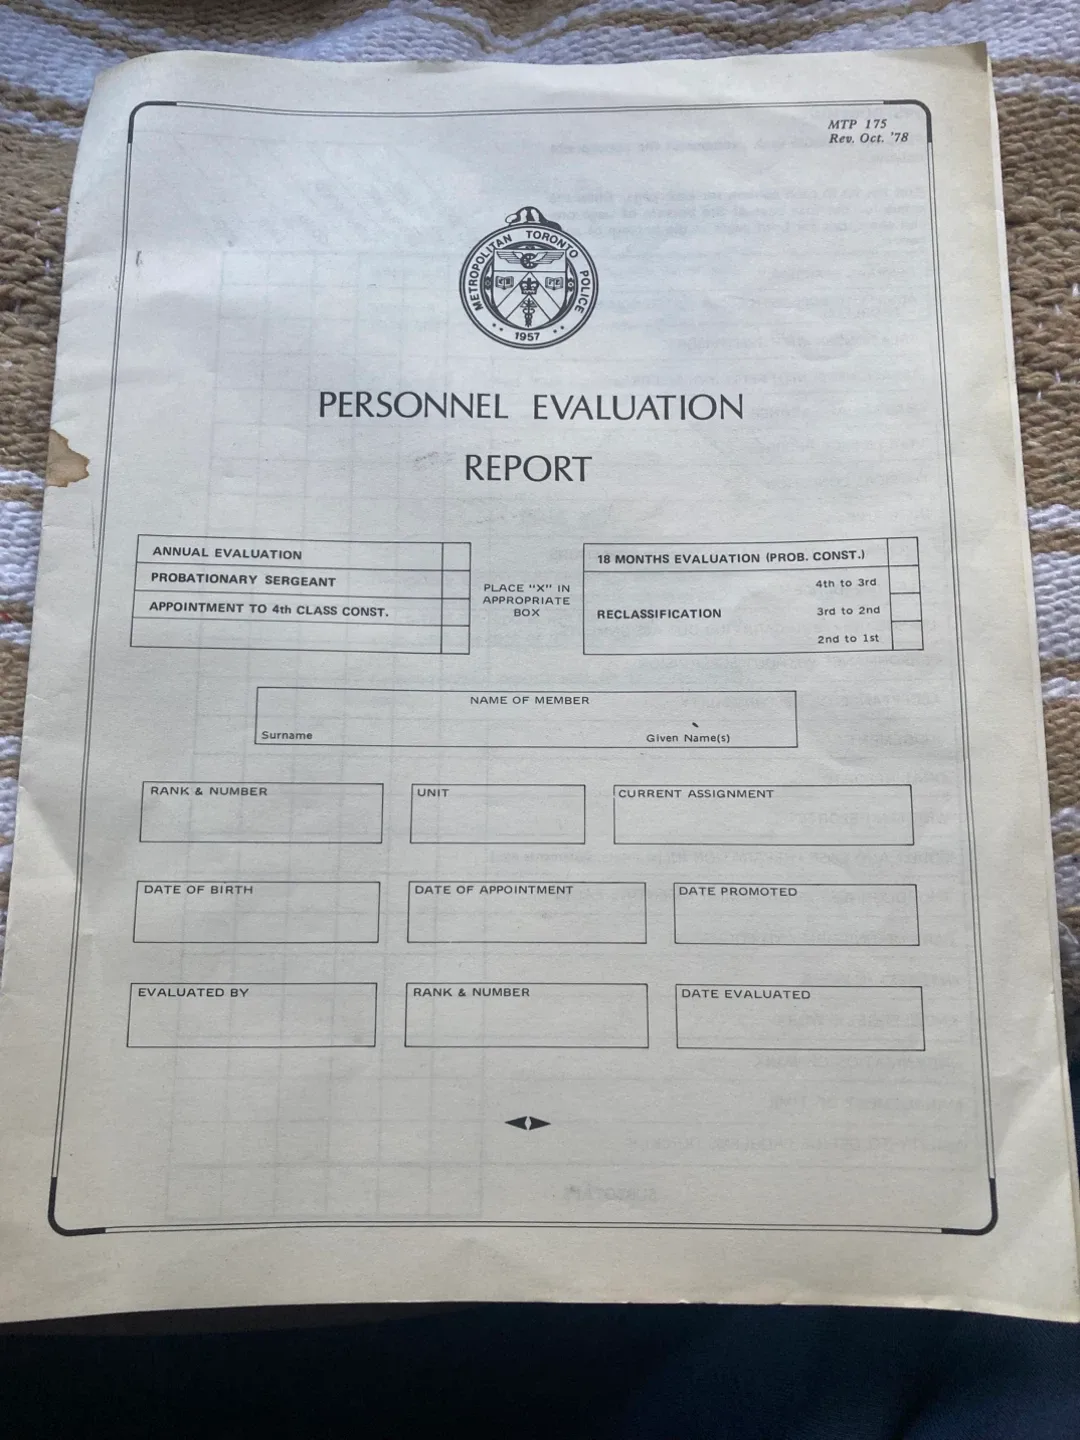 MTP 175
Rev. Oct. '78
METROPOLITAN TORONTO POLICE
1957
PERSONNEL EVALUATION
REPORT
ANNUAL EVALUATION
PROBATIONARY SERGEANT
APPOINTMENT TO 4th CLASS CONST.
PLACE "X" IN
APPROPRIATE
BOX
18 MONTHS EVALUATION (PROB. CONST.)
4th to 3rd
RECLASSIFICATION 3rd to 2nd
2nd to 1st
NAME OF MEMBER
Surname Given Name(s)
RANK & NUMBER UNIT CURRENT ASSIGNMENT
DATE OF BIRTH DATE OF APPOINTMENT DATE PROMOTED
EVALUATED BY RANK & NUMBER DATE EVALUATED